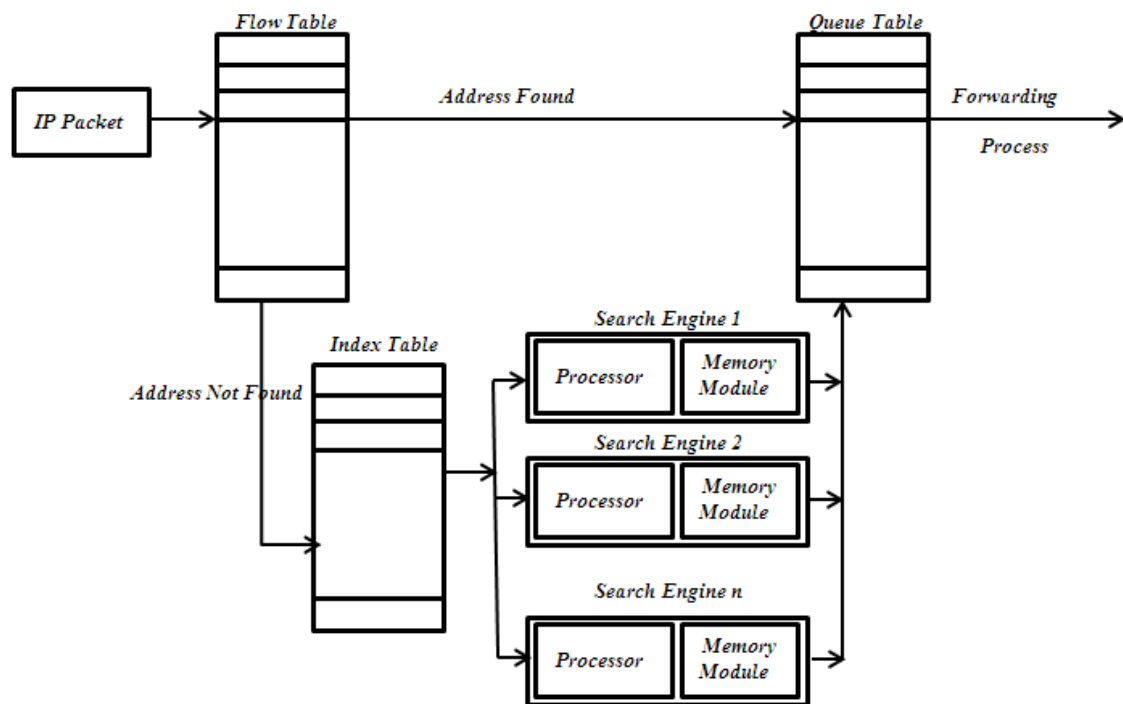 Flow Table
Queue Table
IP Packet
Address Found
Forwarding
Process
Address Not Found
Index Table
Search Engine 1
Processor
Memory
Module
Search Engine 2
Processor
Memory
Module
Search Engine n
Processor
Memory
Module